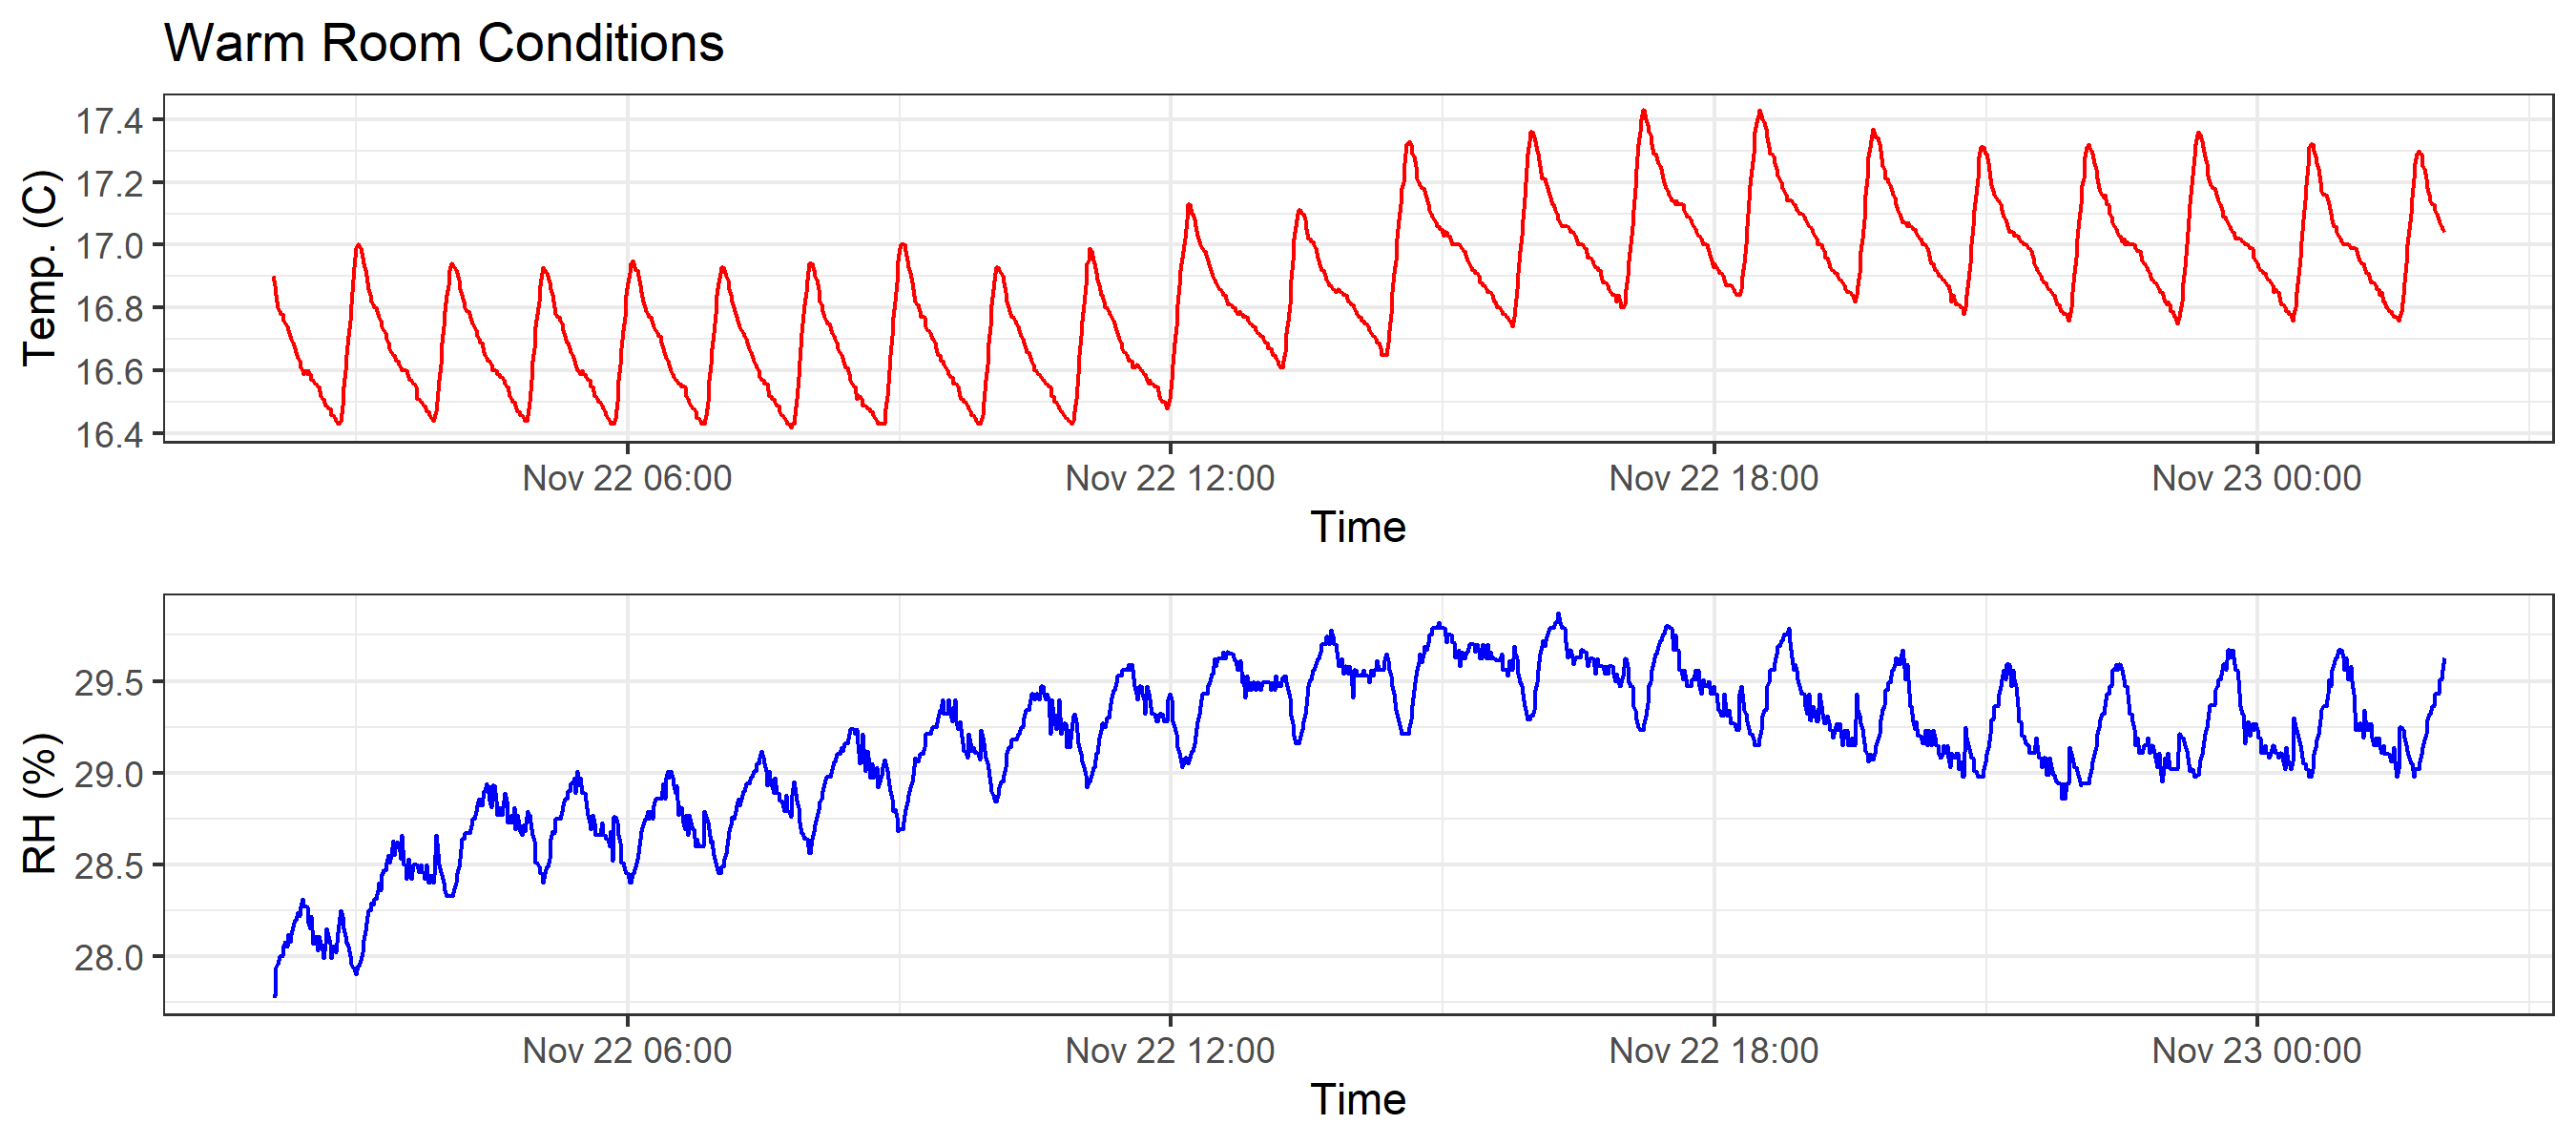 Warm Room Conditions
Temp. (C)
17.4
17.2
17.0
16.8
16.6
16.4
Nov 22 06:00 Nov 22 12:00 Nov 22 18:00 Nov 23 00:00
Time
RH (%)
29.5
29.0
28.5
28.0
Nov 22 06:00 Nov 22 12:00 Nov 22 18:00 Nov 23 00:00
Time